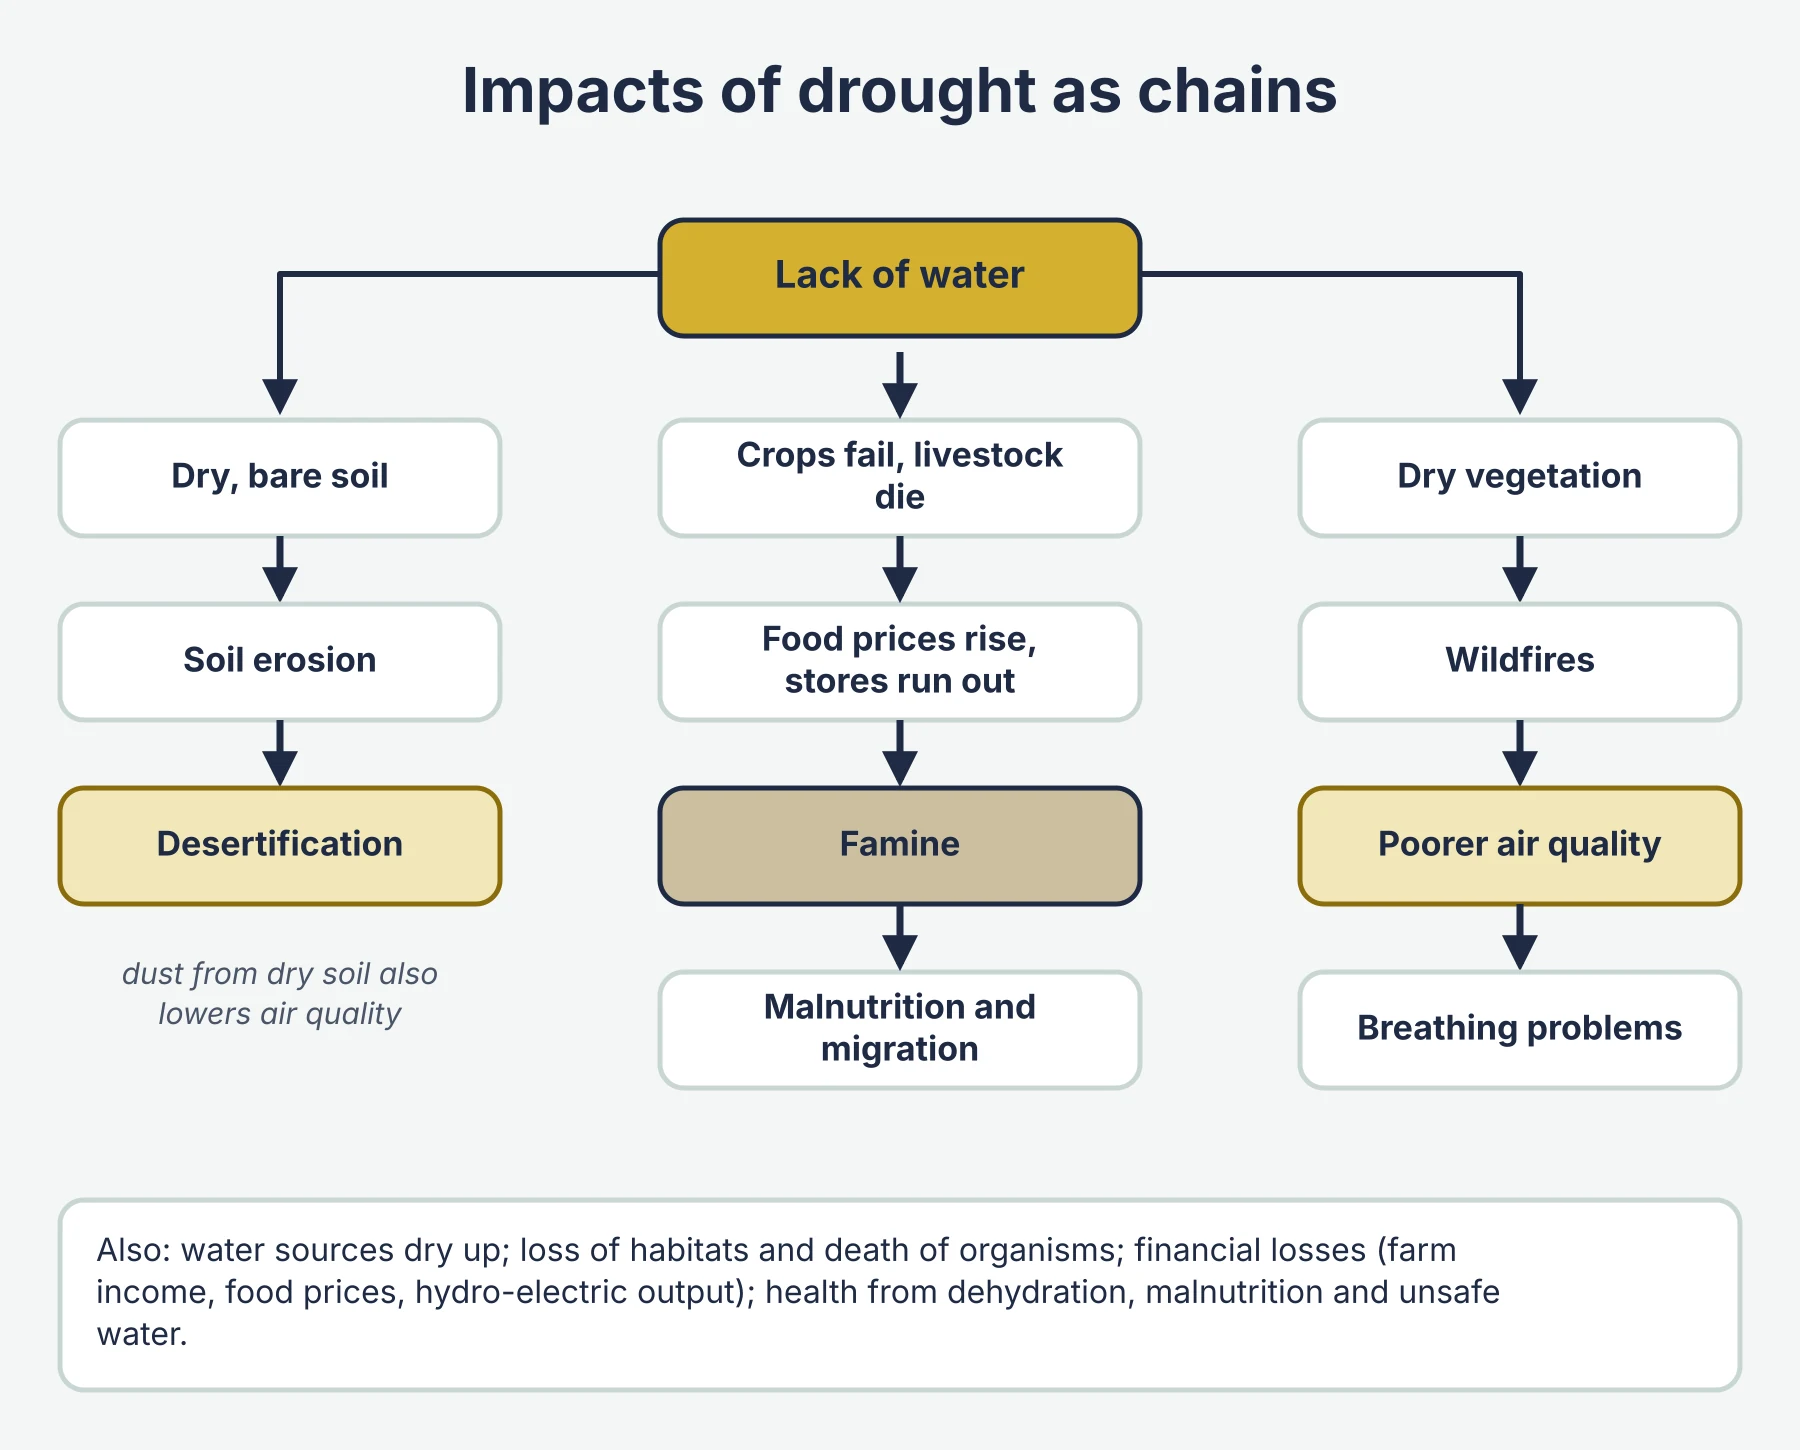 Impacts of drought as chains
Lack of water
Dry, bare soil
Soil erosion
Desertification
dust from dry soil also
lowers air quality
Crops fail, livestock
die
Food prices rise,
stores run out
Famine
Malnutrition and
migration
Dry vegetation
Wildfires
Poorer air quality
Breathing problems
Also: water sources dry up; loss of habitats and death of organisms; financial losses (farm
income, food prices, hydro-electric output); health from dehydration, malnutrition and unsafe
water.